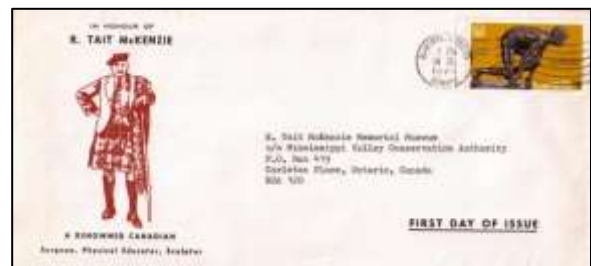 IN HONOUR OF
R. TAIT McKENZIE
R. Tait McKenzie Memorial Museum
c/o Mississippi Valley Conservation Authority
P.O. Box 419
Carleton Place, Ontario, Canada
FIRST DAY OF ISSUE
A RENOWNED CANADIAN
Surgeon, Physical Educator, Sculptor